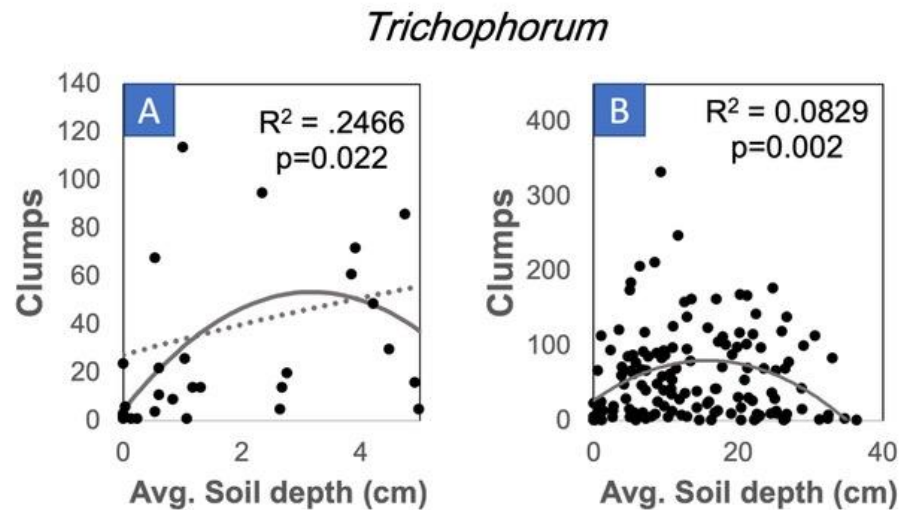 Trichophorum
A
R² = .2466
p=0.022
Clumps
140
120
100
80
60
40
20
0
0 2 4
Avg. Soil depth (cm)
B
R² = 0.0829
p=0.002
Clumps
400
300
200
100
0
0 20 40
Avg. Soil depth (cm)